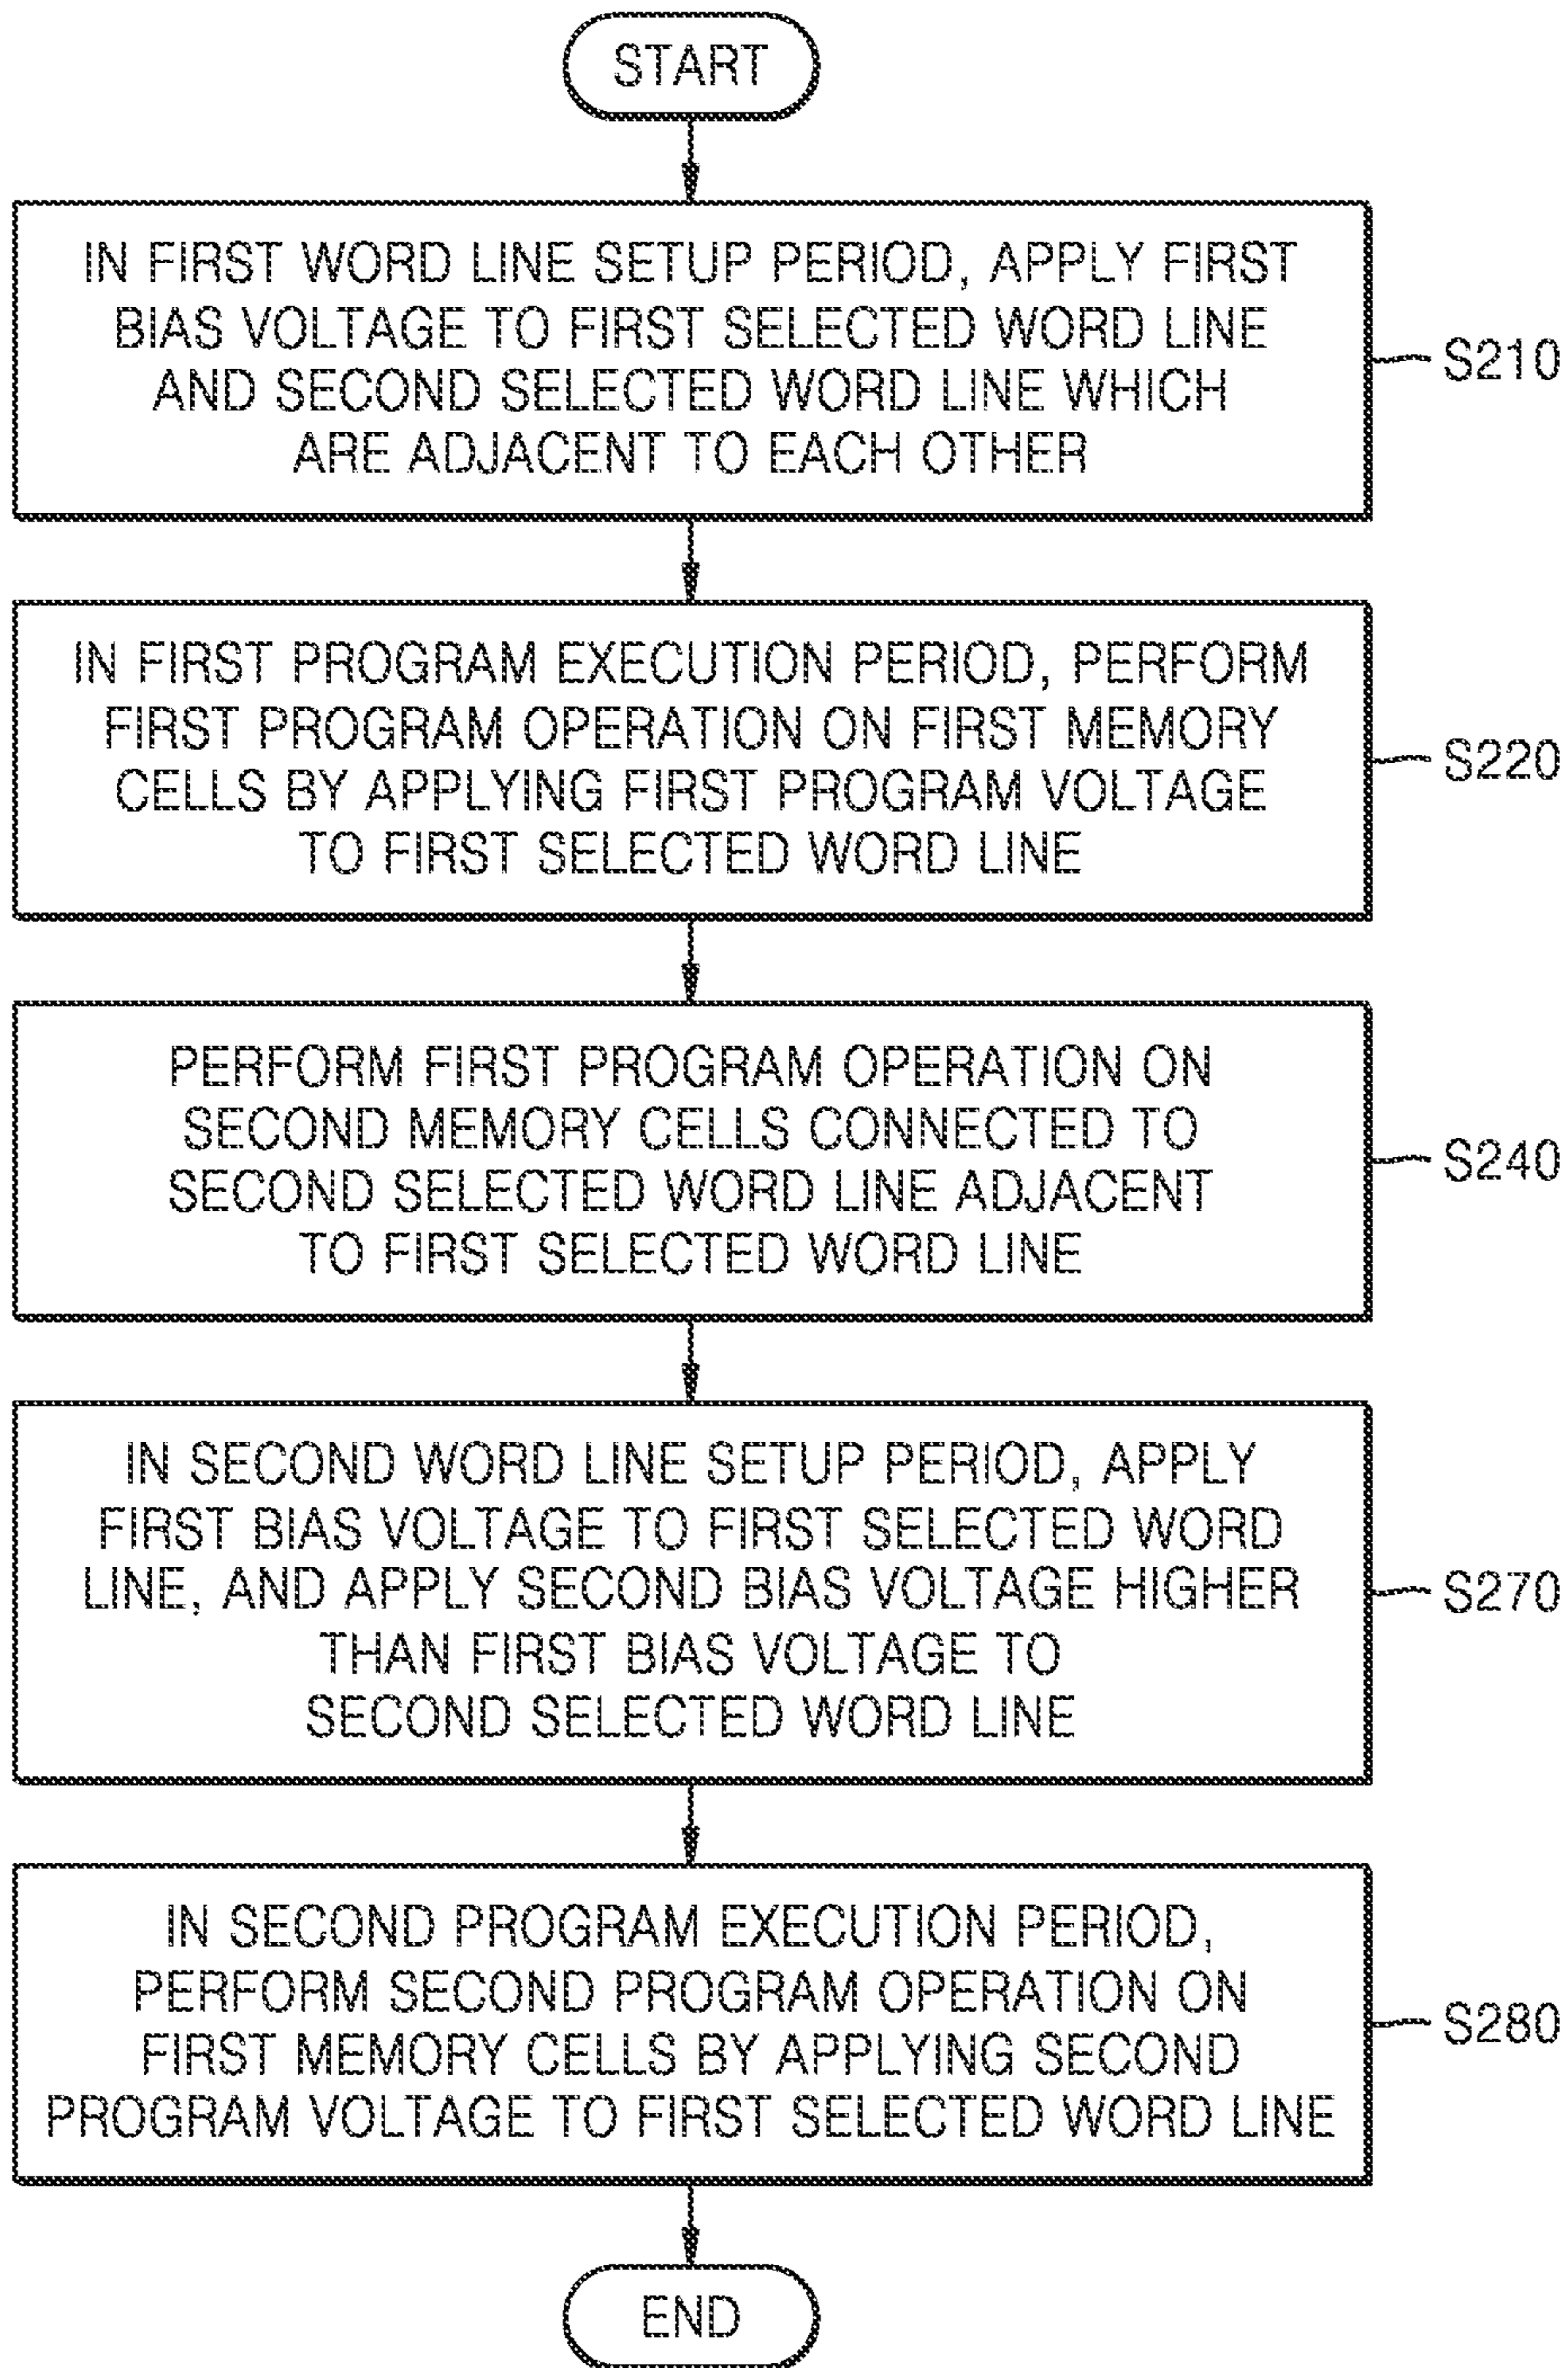 START
IN FIRST WORD LINE SETUP PERIOD, APPLY FIRST
BIAS VOLTAGE TO FIRST SELECTED WORD LINE
AND SECOND SELECTED WORD LINE WHICH
ARE ADJACENT TO EACH OTHER
S210
IN FIRST PROGRAM EXECUTION PERIOD, PERFORM
FIRST PROGRAM OPERATION ON FIRST MEMORY
CELLS BY APPLYING FIRST PROGRAM VOLTAGE
TO FIRST SELECTED WORD LINE
S220
PERFORM FIRST PROGRAM OPERATION ON
SECOND MEMORY CELLS CONNECTED TO
SECOND SELECTED WORD LINE ADJACENT
TO FIRST SELECTED WORD LINE
S240
IN SECOND WORD LINE SETUP PERIOD, APPLY
FIRST BIAS VOLTAGE TO FIRST SELECTED WORD
LINE, AND APPLY SECOND BIAS VOLTAGE HIGHER
THAN FIRST BIAS VOLTAGE TO
SECOND SELECTED WORD LINE
S270
IN SECOND PROGRAM EXECUTION PERIOD,
PERFORM SECOND PROGRAM OPERATION ON
FIRST MEMORY CELLS BY APPLYING SECOND
PROGRAM VOLTAGE TO FIRST SELECTED WORD LINE
S280
END